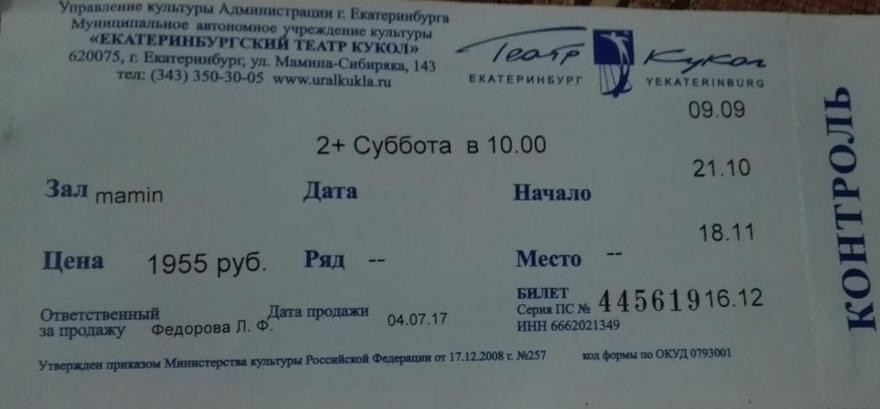 Управление культуры Администрации г. Екатеринбурга
Муниципальное автономное учреждение культуры
«ЕКАТЕРИНБУРГСКИЙ ТЕАТР КУКОЛ»
620075, г. Екатеринбург, ул. Мамина-Сибиряка, 143
тел: (343) 350-30-05 www.uralkukla.ru
Театр Кукол
ЕКАТЕРИНБУРГ YEKATERINBURG
09.09
2+ Суббота в 10.00
21.10
Зал mamin Дата Начало
18.11
Цена 1955 руб. Ряд -- Место --
БИЛЕТ
Серия ПС № 445619 16.12
ИНН 6662021349
Ответственный
за продажу Федорова Л. Ф. Дата продажи 04.07.17
Утвержден приказом Министерства культуры Российской Федерации от 17.12.2008 г. №257 код формы по ОКУД 0793001
КОНТРОЛЬ